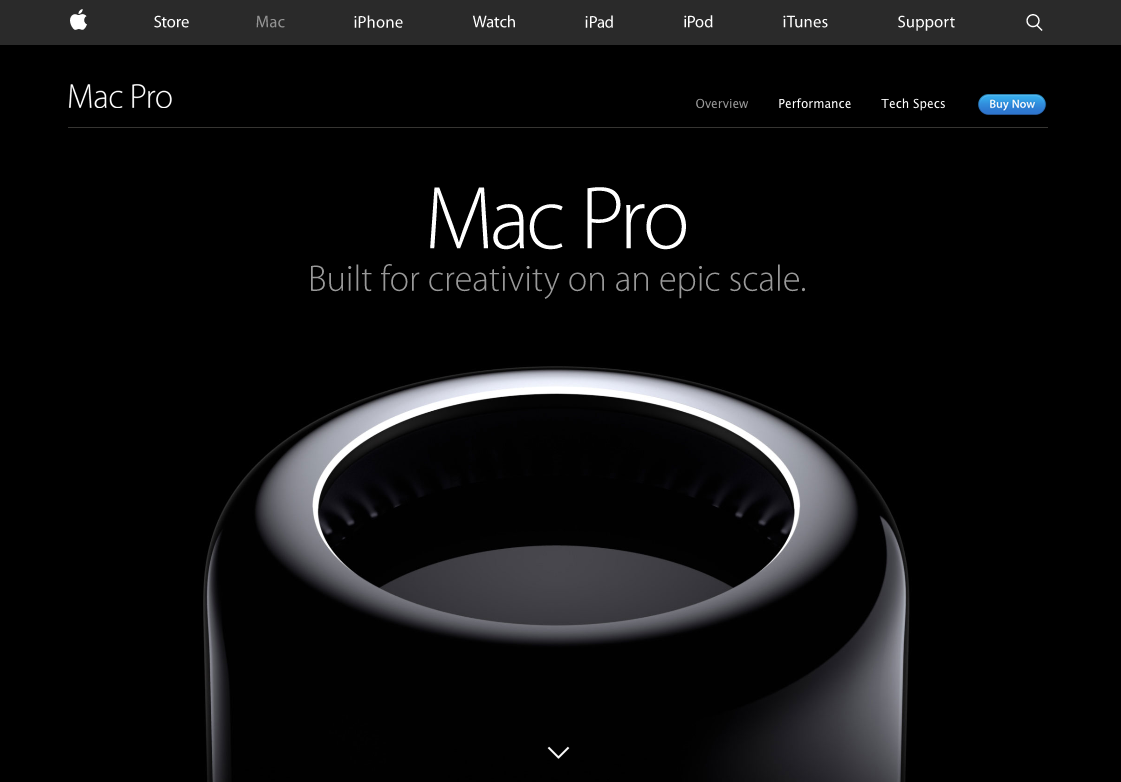 Store Mac iPhone Watch iPad iPod iTunes Support
Mac Pro
Overview Performance Tech Specs Buy Now
Mac Pro
Built for creativity on an epic scale.